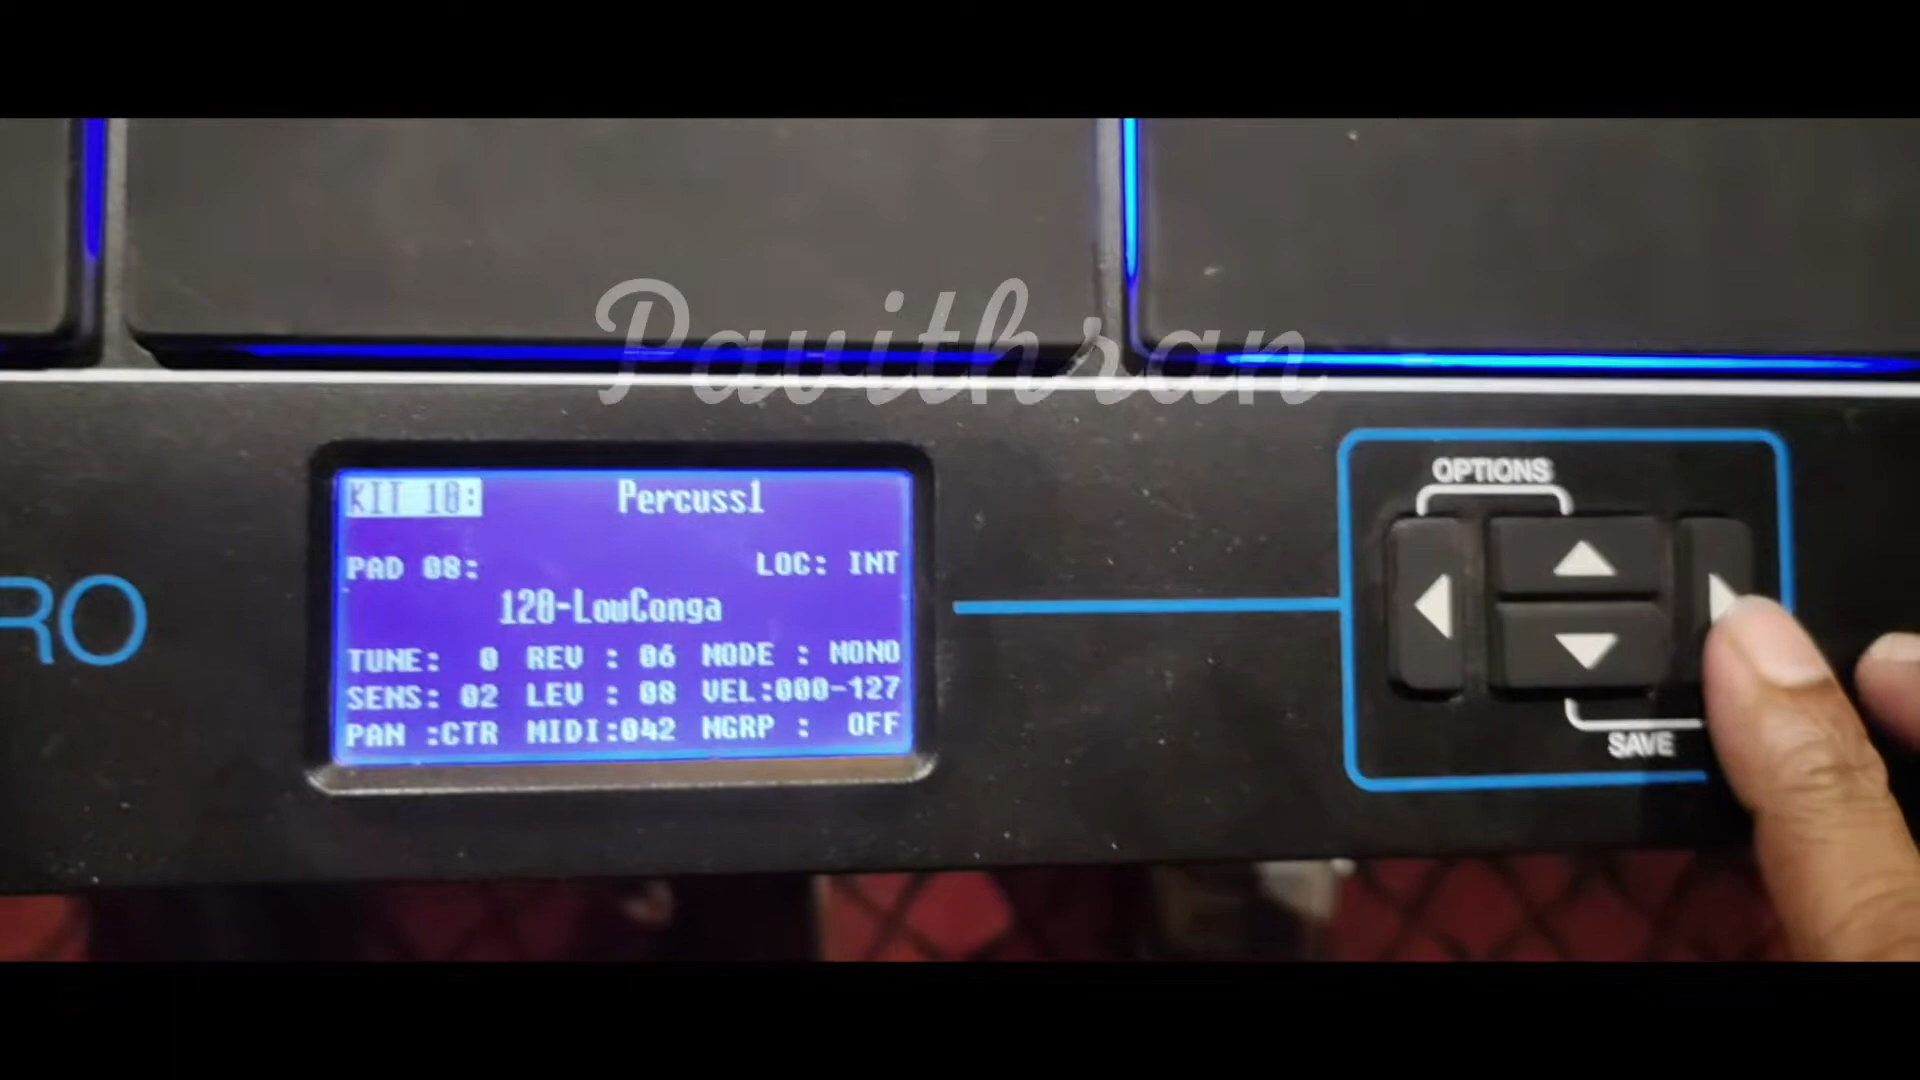 Pavithran
OPTIONS
KIT 10: Percuss1
PAD 08: LOC: INT
120-LowConga
TUNE: 0 REV : 06 MODE : MONO
SENS: 02 LEV : 08 VEL:000-127
PAN :CTR MIDI:042 MGRP : OFF
RO
SAVE